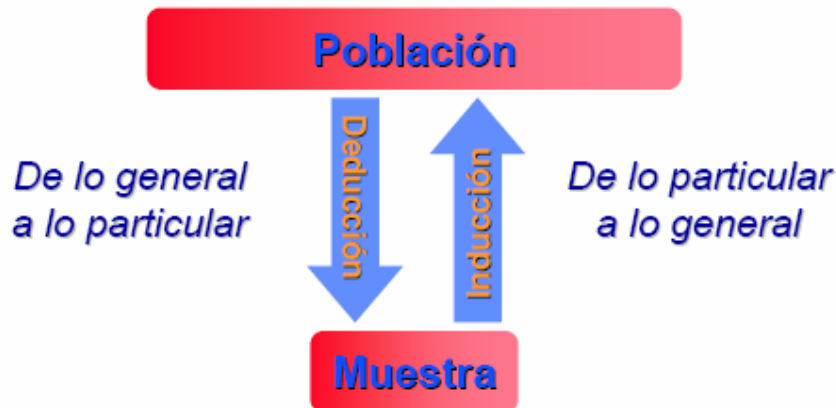 Población
De lo general
a lo particular
Deducción
Inducción
De lo particular
a lo general
Muestra